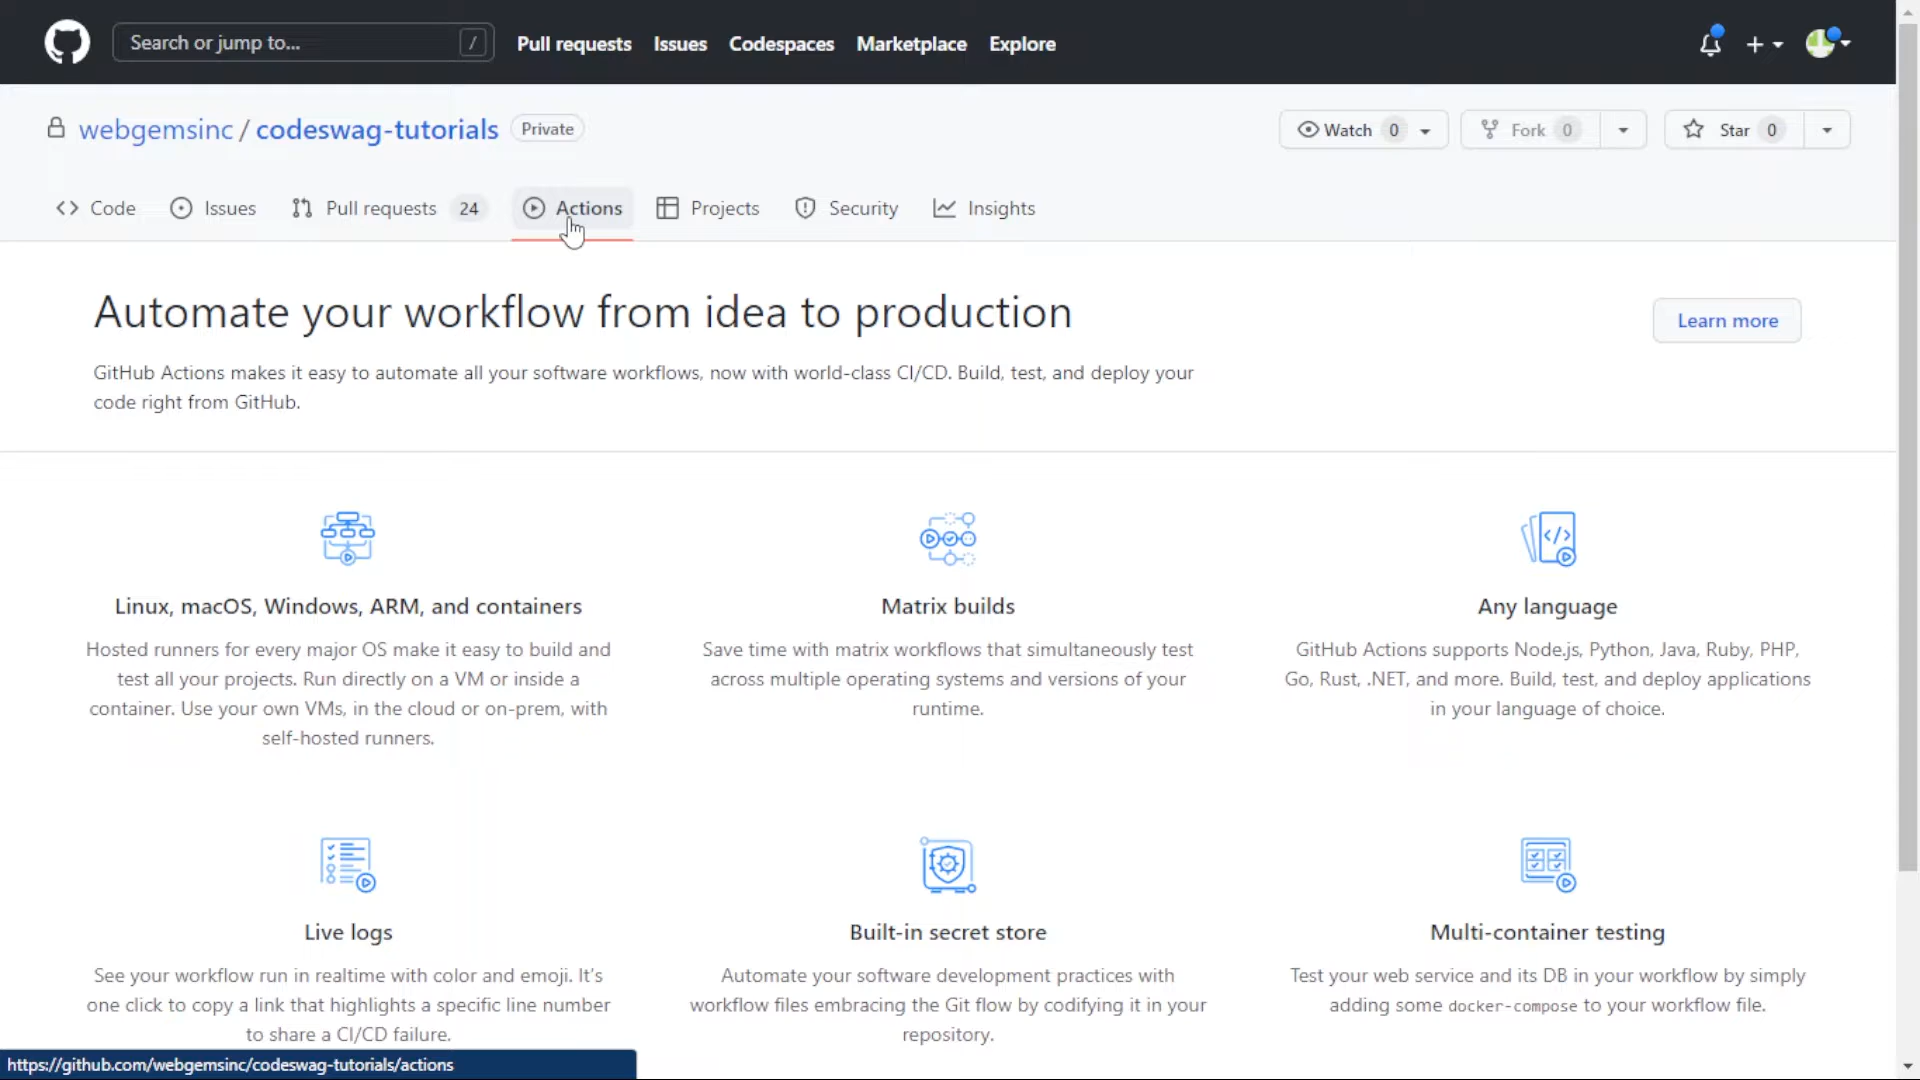 Search or jump to... /
Pull requests Issues Codespaces Marketplace Explore
webgemsinc / codeswag-tutorials Private
Watch 0 Fork 0 Star 0
Code Issues Pull requests 24 Actions Projects Security Insights
Automate your workflow from idea to production
Learn more
GitHub Actions makes it easy to automate all your software workflows, now with world-class CI/CD. Build, test, and deploy your
code right from GitHub.
Linux, macOS, Windows, ARM, and containers
Hosted runners for every major OS make it easy to build and
test all your projects. Run directly on a VM or inside a
container. Use your own VMs, in the cloud or on-prem, with
self-hosted runners.
Matrix builds
Save time with matrix workflows that simultaneously test
across multiple operating systems and versions of your
runtime.
Any language
GitHub Actions supports Node.js, Python, Java, Ruby, PHP,
Go, Rust, .NET, and more. Build, test, and deploy applications
in your language of choice.
Live logs
See your workflow run in realtime with color and emoji. It's
one click to copy a link that highlights a specific line number
to share a CI/CD failure.
Built-in secret store
Automate your software development practices with
workflow files embracing the Git flow by codifying it in your
repository.
Multi-container testing
Test your web service and its DB in your workflow by simply
adding some docker-compose to your workflow file.
https://github.com/webgemsinc/codeswag-tutorials/actions